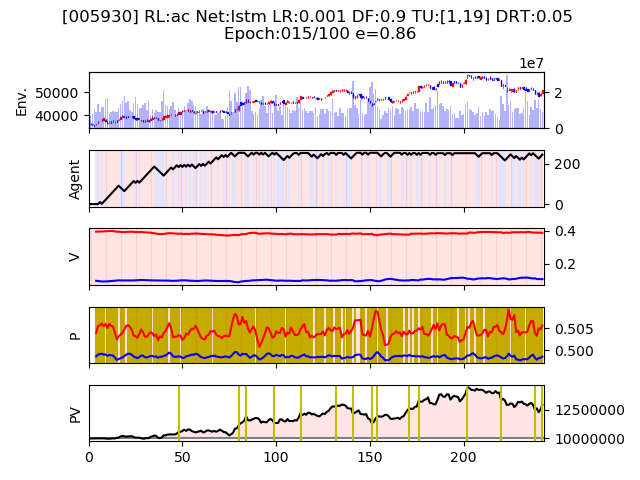 [005930] RL:ac Net:lstm LR:0.001 DF:0.9 TU:[1,19] DRT:0.05
Epoch:015/100 e=0.86
1e7
Env.
50000
40000
2
0
Agent
200
0
V
0.4
0.2
P
0.505
0.500
PV
12500000
10000000
0 50 100 150 200